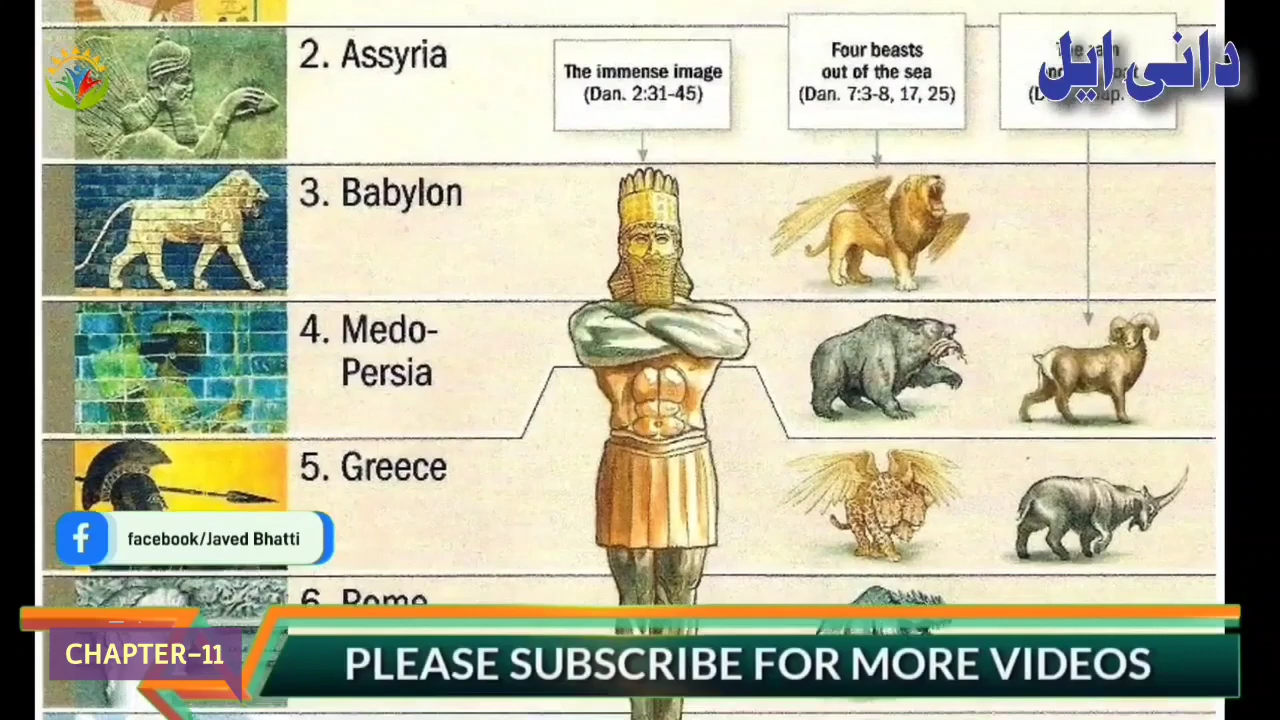 2. Assyria
The immense image
(Dan. 2:31-45)
Four beasts
out of the sea
(Dan. 7:3-8, 17, 25)
دانی ایل
3. Babylon
4. Medo-
Persia
5. Greece
facebook/Javed Bhatti
6. Rome
CHAPTER-11
PLEASE SUBSCRIBE FOR MORE VIDEOS